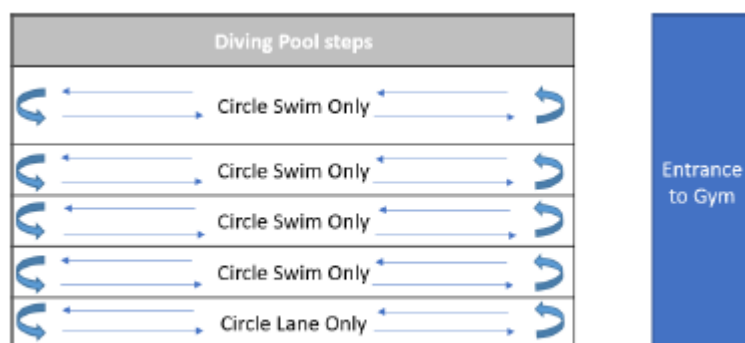 Diving Pool steps
Circle Swim Only
Circle Swim Only
Circle Swim Only
Circle Swim Only
Circle Lane Only
Entrance
to Gym